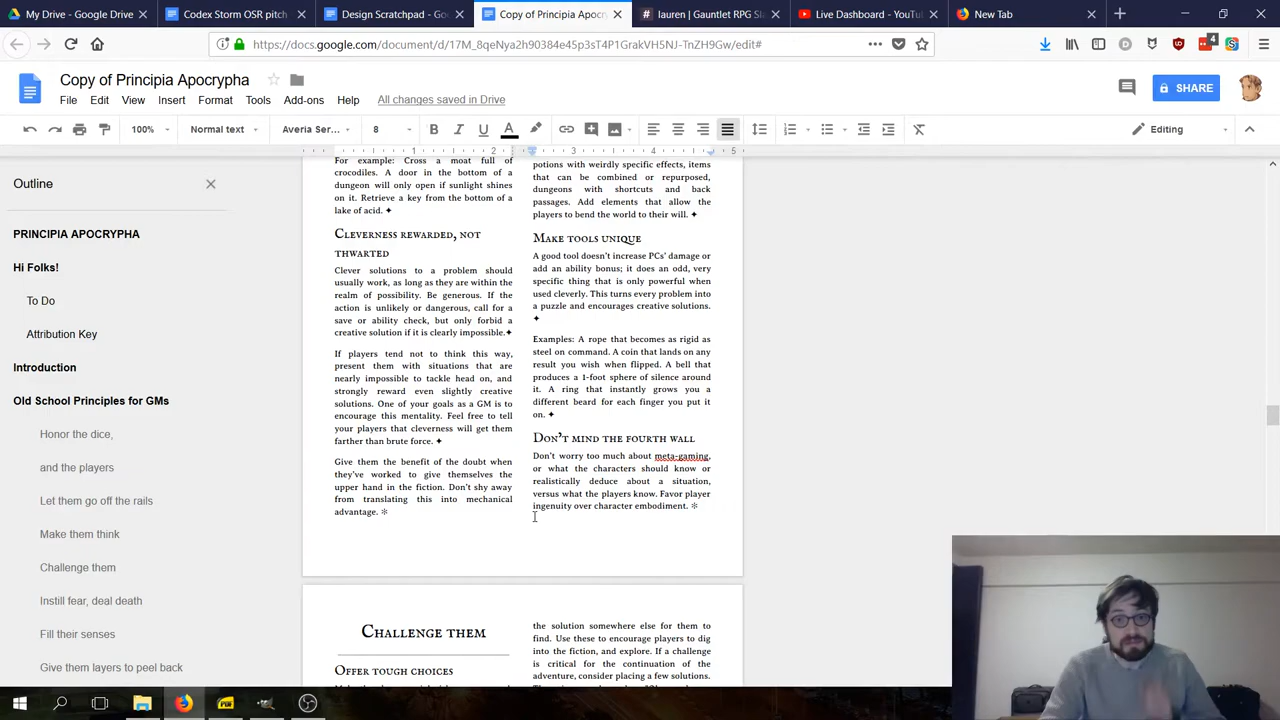 My Drive - Google Drive
Codex Storm OSR pitch
Design Scratchpad - Goo
Copy of Principia Apocryp
lauren | Gauntlet RPG Sla
Live Dashboard - YouTu
New Tab
https://docs.google.com/document/d/17M_8qeNya2h90384e45p3sT4P1GrakVH5NJ-TnZH9Gw/edit#
4
Copy of Principia Apocrypha
File Edit View Insert Format Tools Add-ons Help All changes saved in Drive
SHARE
100% Normal text Averia Ser... 8 B I U A Editing
1 2 3 4 5
Outline
PRINCIPIA APOCRYPHA
Hi Folks!
To Do
Attribution Key
Introduction
Old School Principles for GMs
Honor the dice,
and the players
Let them go off the rails
Make them think
Challenge them
Instill fear, deal death
Fill their senses
Give them layers to peel back
For example: Cross a moat full of
crocodiles. A door in the bottom of a
dungeon will only open if sunlight shines
on it. Retrieve a key from the bottom of a
lake of acid. ✦
Cleverness rewarded, not
thwarted
Clever solutions to a problem should
usually work, as long as they are within the
realm of possibility. Be generous. If the
action is unlikely or dangerous, call for a
save or ability check, but only forbid a
creative solution if it is clearly impossible.✦
If players tend not to think this way,
present them with situations that are
nearly impossible to tackle head on, and
strongly reward even slightly creative
solutions. One of your goals as a GM is to
encourage this mentality. Feel free to tell
your players that cleverness will get them
farther than brute force. ✦
Give them the benefit of the doubt when
they've worked to give themselves the
upper hand in the fiction. Don't shy away
from translating this into mechanical
advantage. ✻
potions with weirdly specific effects, items
that can be combined or repurposed,
dungeons with shortcuts and back
passages. Add elements that allow the
players to bend the world to their will. ✦
Make tools unique
A good tool doesn't increase PCs' damage or
add an ability bonus; it does an odd, very
specific thing that is only powerful when
used cleverly. This turns every problem into
a puzzle and encourages creative solutions.
✦
Examples: A rope that becomes as rigid as
steel on command. A coin that lands on any
result you wish when flipped. A bell that
produces a 1-foot sphere of silence around
it. A ring that instantly grows you a
different beard for each finger you put it
on. ✦
Don't mind the fourth wall
Don't worry too much about meta-gaming,
or what the characters should know or
realistically deduce about a situation,
versus what the players know. Favor player
ingenuity over character embodiment. ✻
Challenge them
Offer tough choices
the solution somewhere else for them to
find. Use these to encourage players to dig
into the fiction, and explore. If a challenge
is critical for the continuation of the
adventure, consider placing a few solutions.